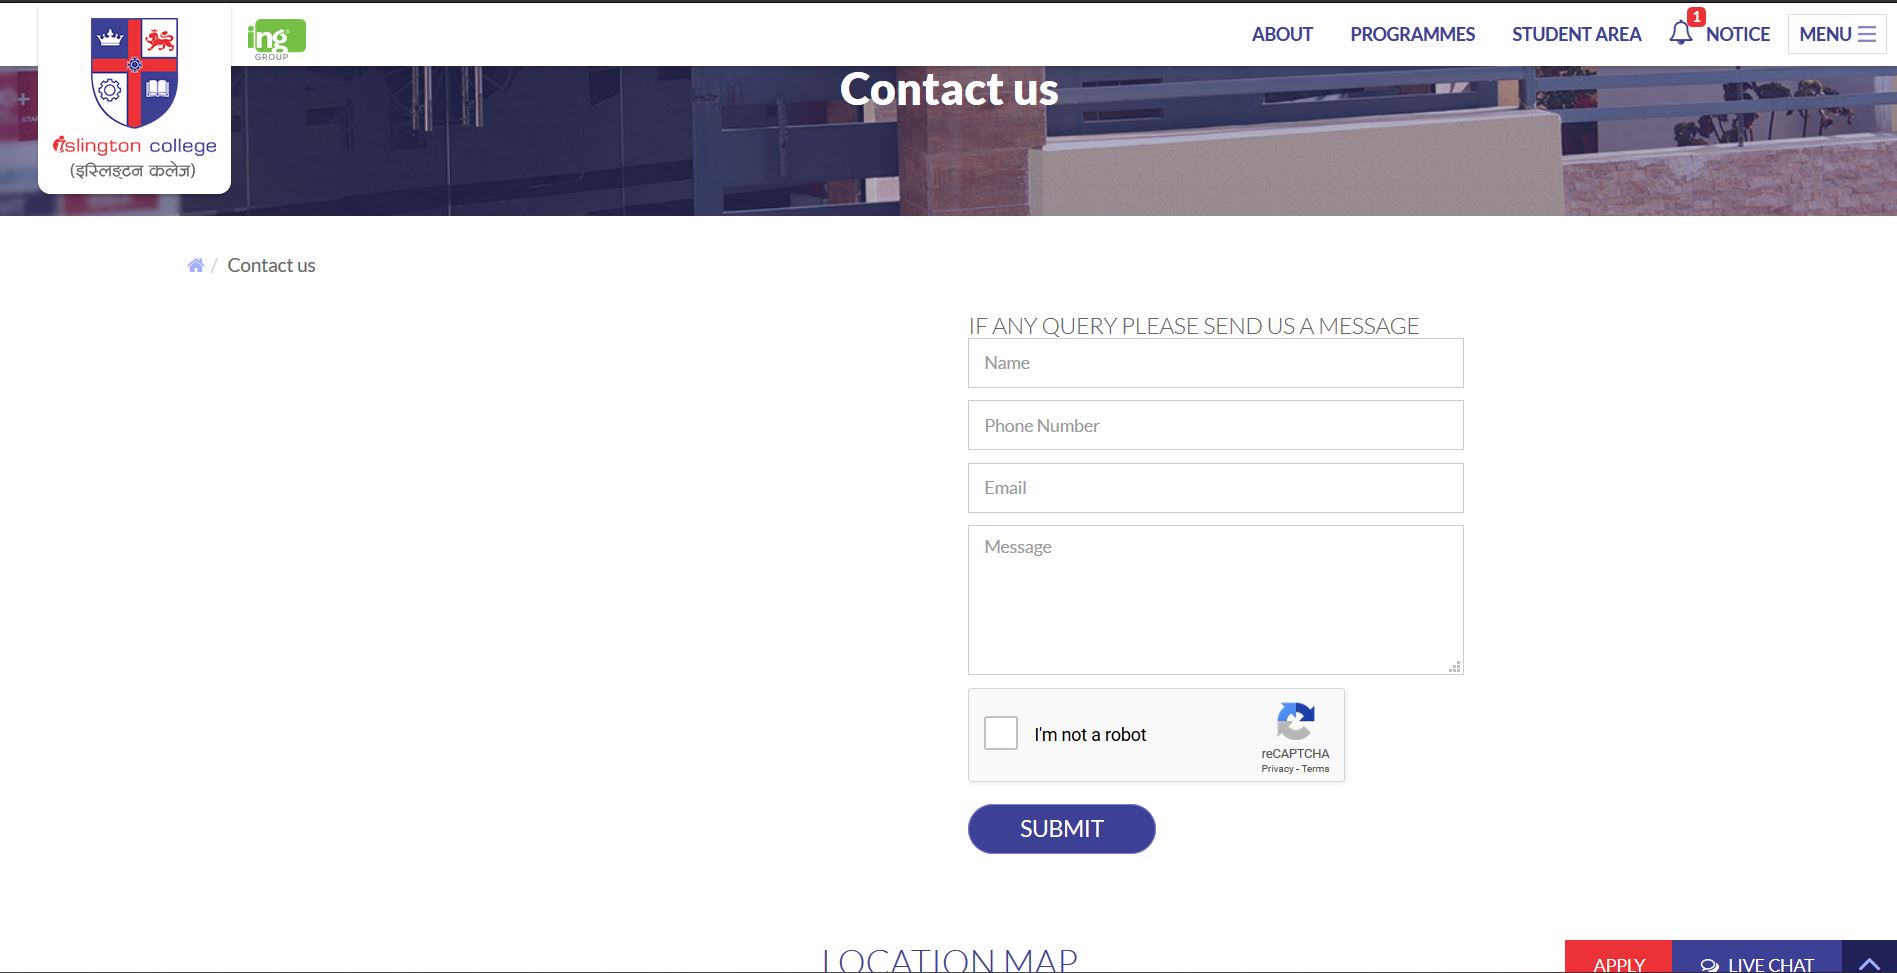 ing
GROUP
ABOUT
PROGRAMMES
STUDENT AREA
1
NOTICE
MENU
Contact us
islington college
(इस्लिङ्टन कलेज)
Contact us
IF ANY QUERY PLEASE SEND US A MESSAGE
Name
Phone Number
Email
Message
I'm not a robot
reCAPTCHA
Privacy - Terms
SUBMIT
LOCATION MAP
APPLY
LIVE CHAT